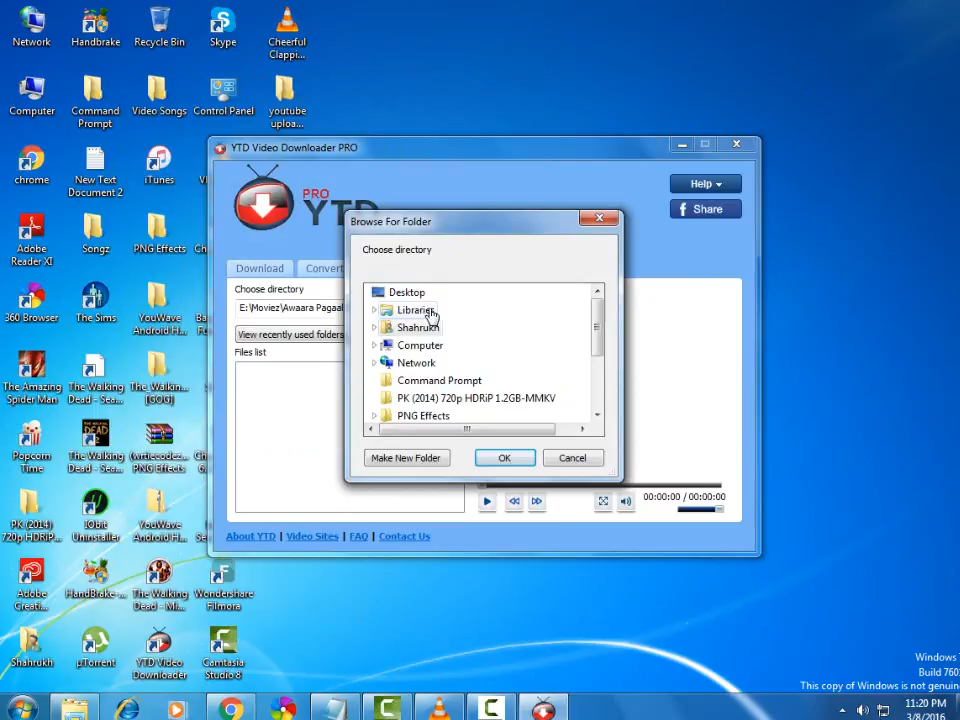 Network
Handbrake
Recycle Bin
Skype
Cheerful
Clappi...
Computer
Command
Prompt
Video Songs
Control Panel
youtube
uploa...
YTD Video Downloader PRO
chrome
New Text
Document 2
iTunes
PRO
YTD
Help
Share
Browse For Folder
Choose directory
Adobe
Reader XI
Songz
PNG Effects
Download
Convert
Choose directory
E:\Moviez\Awaara Pagaal
View recently used folders
Files list
Desktop
Libraries
Shahrukh
Computer
Network
Command Prompt
PK (2014) 720p HDRiP 1.2GB-MMKV
PNG Effects
360 Browser
The Sims
YouWave
Android H...
The Amazing
Spider Man
The Walking
Dead - Sea...
The_Walkin...
[GOG]
Make New Folder
OK
Cancel
Popcorn
Time
The Walking
Dead - Sea...
PNG Effects
00:00:00 / 00:00:00
PK (2014)
720p HDRiP...
IObit
Uninstaller
YouWave
Android H...
About YTD | Video Sites | FAQ | Contact Us
Adobe
Creati...
HandBrake-...
The Walking
Dead - Mi...
Wondershare
Filmora
Shahrukh
µTorrent
YTD Video
Downloader
Camtasia
Studio 8
Windows 7
Build 760
This copy of Windows is not genuin
11:20 PM
3/8/2016